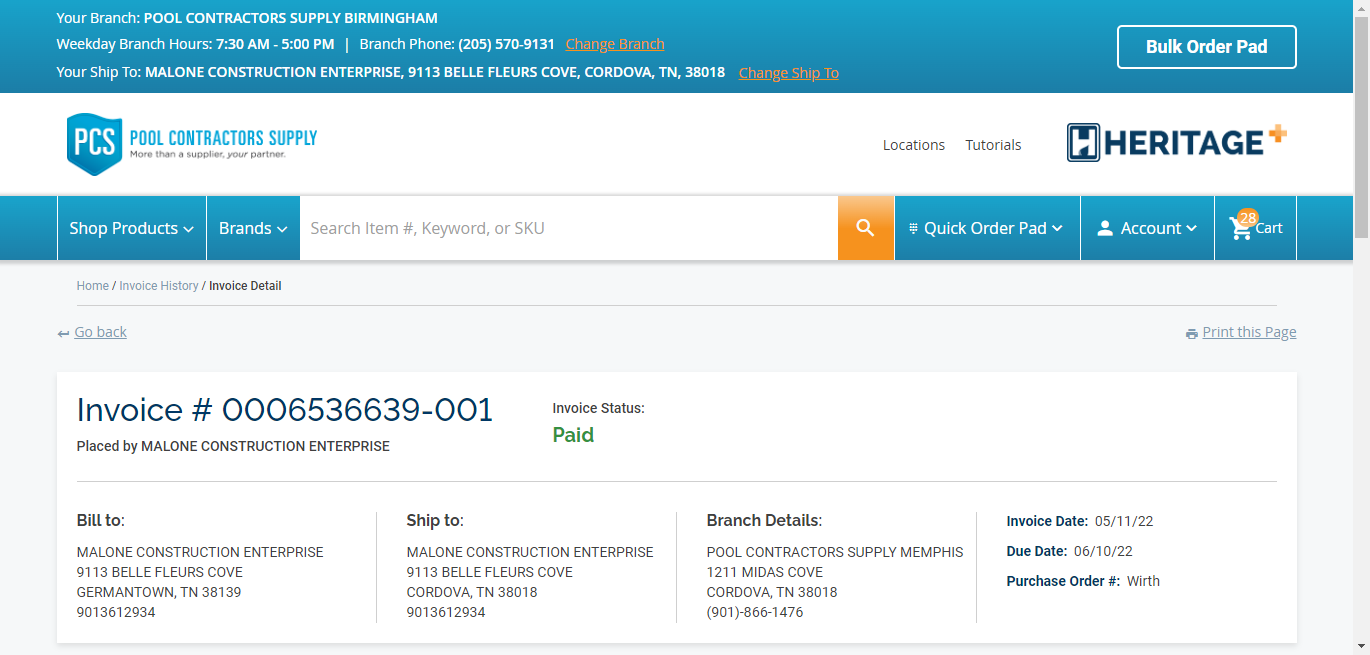 Your Branch: POOL CONTRACTORS SUPPLY BIRMINGHAM
Weekday Branch Hours: 7:30 AM - 5:00 PM | Branch Phone: (205) 570-9131 Change Branch
Your Ship To: MALONE CONSTRUCTION ENTERPRISE, 9113 BELLE FLEURS COVE, CORDOVA, TN, 38018 Change Ship To
Bulk Order Pad
PCS POOL CONTRACTORS SUPPLY
More than a supplier, your partner.
Locations Tutorials
H HERITAGE+
Shop Products Brands Search Item #, Keyword, or SKU Quick Order Pad Account 28 Cart
Home / Invoice History / Invoice Detail
Go back Print this Page
Invoice # 0006536639-001
Placed by MALONE CONSTRUCTION ENTERPRISE
Invoice Status:
Paid
Bill to:
MALONE CONSTRUCTION ENTERPRISE
9113 BELLE FLEURS COVE
GERMANTOWN, TN 38139
9013612934
Ship to:
MALONE CONSTRUCTION ENTERPRISE
9113 BELLE FLEURS COVE
CORDOVA, TN 38018
9013612934
Branch Details:
POOL CONTRACTORS SUPPLY MEMPHIS
1211 MIDAS COVE
CORDOVA, TN 38018
(901)-866-1476
Invoice Date: 05/11/22
Due Date: 06/10/22
Purchase Order #: Wirth